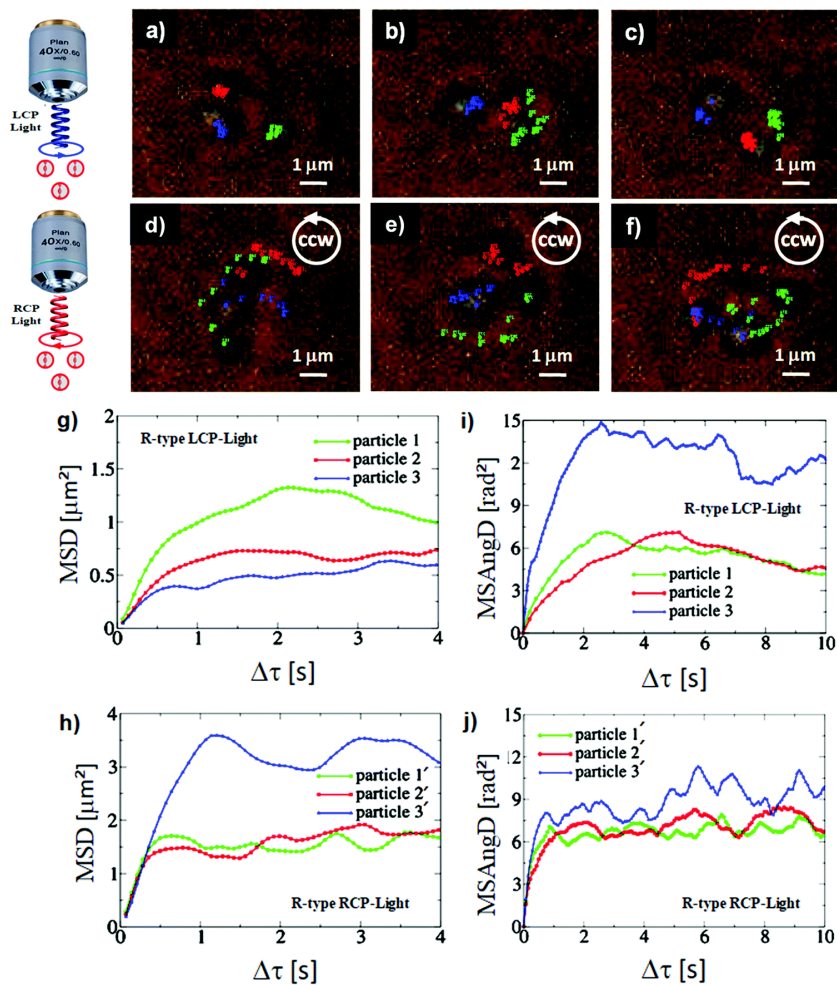 Plan
40X/0.60
∞/0
LCP
Light
a)
1 μm
b)
1 μm
c)
1 μm
Plan
40X/0.60
∞/0
RCP
Light
d)
ccw
1 μm
e)
ccw
1 μm
f)
ccw
1 μm
g)
R-type LCP-Light
particle 1
particle 2
particle 3
MSD [μm²]
2
1.5
1
0.5
0
0 1 2 3 4
Δτ [s]
i)
R-type LCP-Light
particle 1
particle 2
particle 3
MSAngD [rad²]
15
2
9
6
3
0
0 2 4 6 8 10
Δτ [s]
h)
particle 1´
particle 2´
particle 3´
R-type RCP-Light
MSD [μm²]
4
3
2
1
0
0 1 2 3 4
Δτ [s]
j)
particle 1´
particle 2´
particle 3´
R-type RCP-Light
MSAngD [rad²]
15
12
9
6
3
0
0 2 4 6 8 10
Δτ [s]